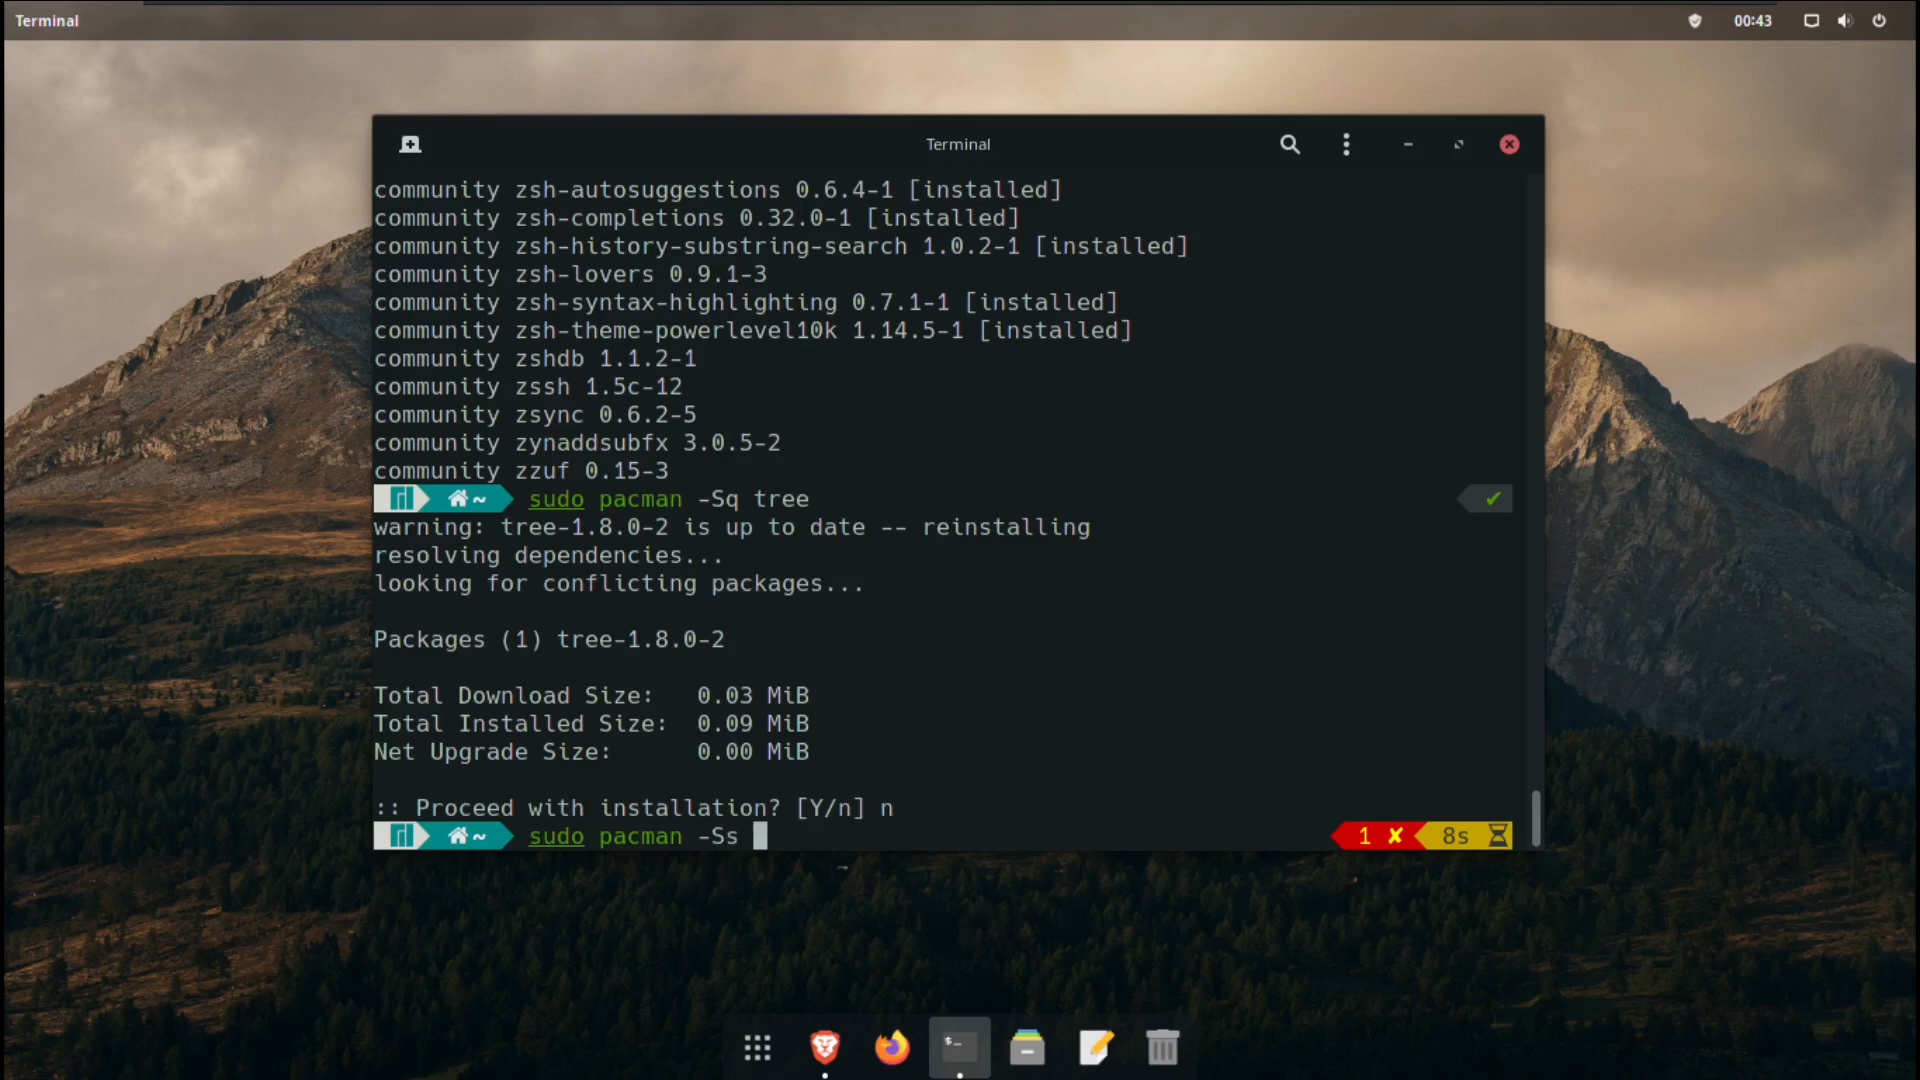 Terminal
00:43
Terminal
community zsh-autosuggestions 0.6.4-1 [installed]
community zsh-completions 0.32.0-1 [installed]
community zsh-history-substring-search 1.0.2-1 [installed]
community zsh-lovers 0.9.1-3
community zsh-syntax-highlighting 0.7.1-1 [installed]
community zsh-theme-powerlevel10k 1.14.5-1 [installed]
community zshdb 1.1.2-1
community zssh 1.5c-12
community zsync 0.6.2-5
community zynaddsubfx 3.0.5-2
community zzuf 0.15-3
~ sudo pacman -Sq tree ✔
warning: tree-1.8.0-2 is up to date -- reinstalling
resolving dependencies...
looking for conflicting packages...
Packages (1) tree-1.8.0-2
Total Download Size:   0.03 MiB
Total Installed Size:  0.09 MiB
Net Upgrade Size:      0.00 MiB
:: Proceed with installation? [Y/n] n
~ sudo pacman -Ss 1 ✘ 8s
$_